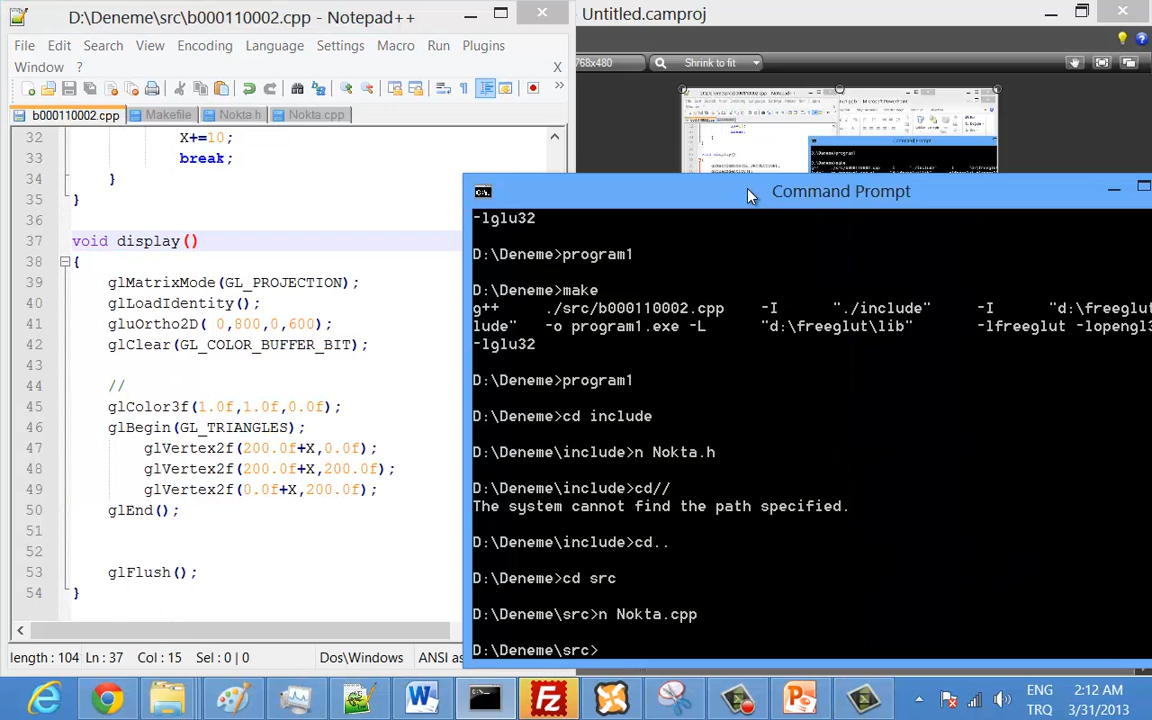 D:\Deneme\src\b000110002.cpp - Notepad++
File Edit Search View Encoding Language Settings Macro Run Plugins
Window ? X
b000110002.cpp Makefile Nokta.h Nokta.cpp
32 X+=10;
33 break;
34 }
35 }
36
37 void display()
38 {
39 glMatrixMode(GL_PROJECTION);
40 glLoadIdentity();
41 gluOrtho2D( 0,800,0,600);
42 glClear(GL_COLOR_BUFFER_BIT);
43
44 //
45 glColor3f(1.0f,1.0f,0.0f);
46 glBegin(GL_TRIANGLES);
47 glVertex2f(200.0f+X,0.0f);
48 glVertex2f(200.0f+X,200.0f);
49 glVertex2f(0.0f+X,200.0f);
50 glEnd();
51
52
53 glFlush();
54 }
length : 104 Ln : 37 Col : 15 Sel : 0 | 0 Dos\Windows ANSI as
Untitled.camproj
768x480 Shrink to fit
Command Prompt
-lglu32
D:\Deneme>program1
D:\Deneme>make
g++ ./src/b000110002.cpp -I "./include" -I "d:\freeglut
lude" -o program1.exe -L "d:\freeglut\lib" -lfreeglut -lopengl3
-lglu32
D:\Deneme>program1
D:\Deneme>cd include
D:\Deneme\include>n Nokta.h
D:\Deneme\include>cd//
The system cannot find the path specified.
D:\Deneme\include>cd..
D:\Deneme>cd src
D:\Deneme\src>n Nokta.cpp
D:\Deneme\src>
ENG
TRQ
2:12 AM
3/31/2013